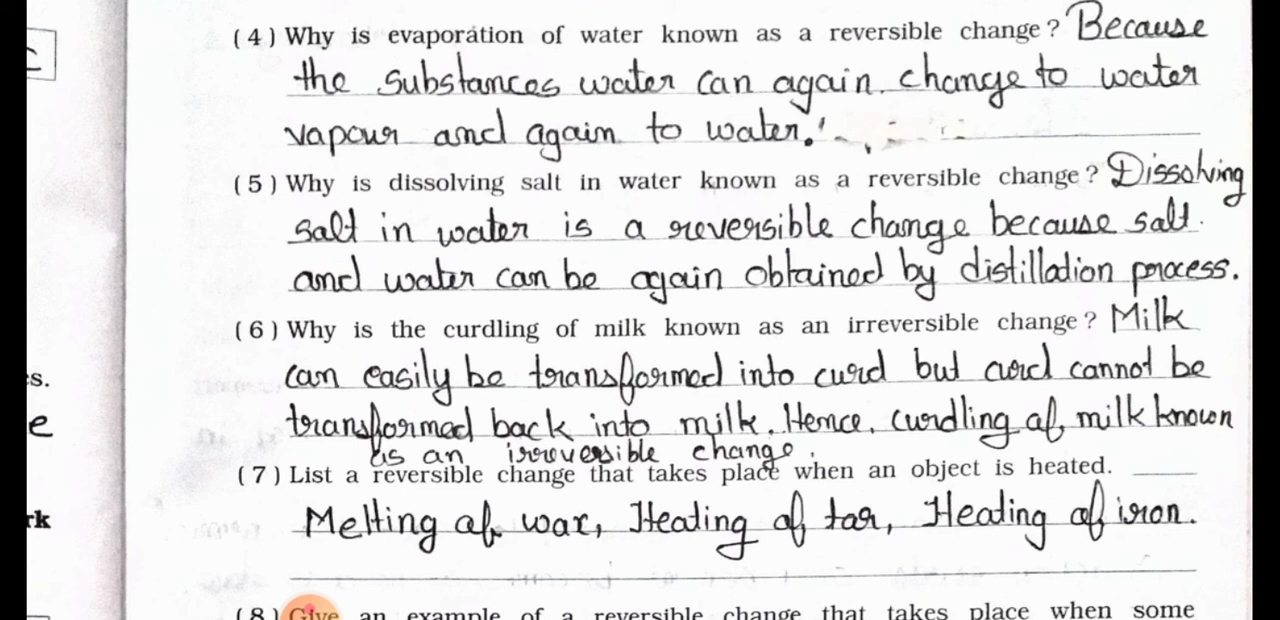 (4) Why is evaporation of water known as a reversible change? Because
the substances water can again. change to water
vapour and again to water.
(5) Why is dissolving salt in water known as a reversible change? Dissolving
salt in water is a reversible change because salt.
and water can be again obtained by distilladion process.
(6) Why is the curdling of milk known as an irreversible change? Milk
es.
can easily be transformed into curd but curd cannot be
e
transformed back into milk. Hence. curdling of milk known
as an irreversible change.
(7) List a reversible change that takes place when an object is heated.
rk
Melting of wax, Heating of tar, Heating of iron.
(8) Give an example of a reversible change that takes place when some